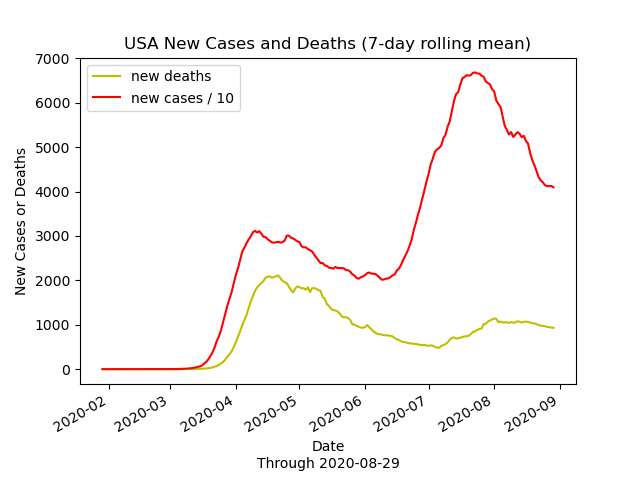 USA New Cases and Deaths (7-day rolling mean)
7000
6000
5000
4000
3000
2000
1000
0
New Cases or Deaths
new deaths
new cases / 10
2020-02
2020-03
2020-04
2020-05
2020-06
2020-07
2020-08
2020-09
Date
Through 2020-08-29